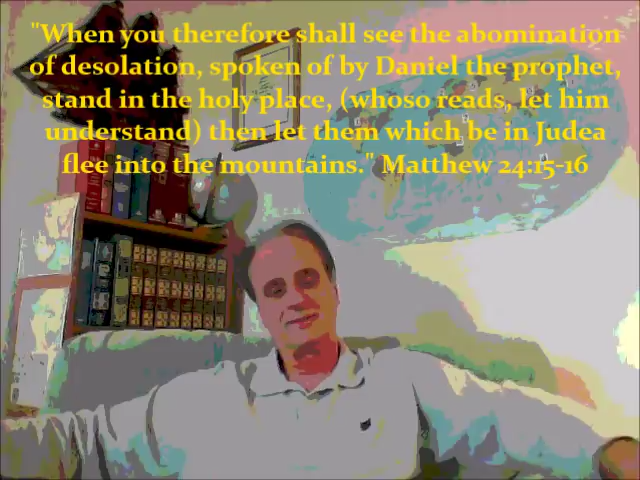 "When you therefore shall see the abomination
of desolation, spoken of by Daniel the prophet,
stand in the holy place, (whoso reads, let him
understand) then let them which be in Judea
flee into the mountains." Matthew 24:15-16